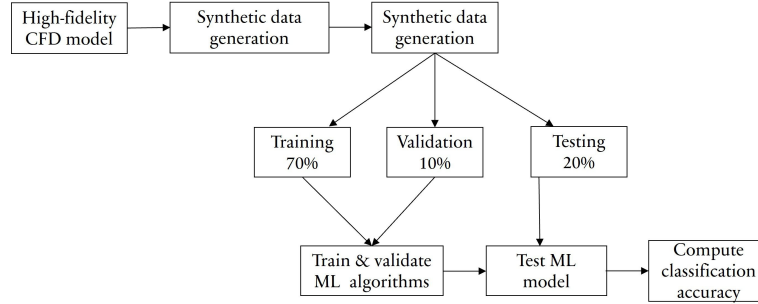 High-fidelity
CFD model
Synthetic data
generation
Synthetic data
generation
Training
70%
Validation
10%
Testing
20%
Train & validate
ML algorithms
Test ML
model
Compute
classification
accuracy